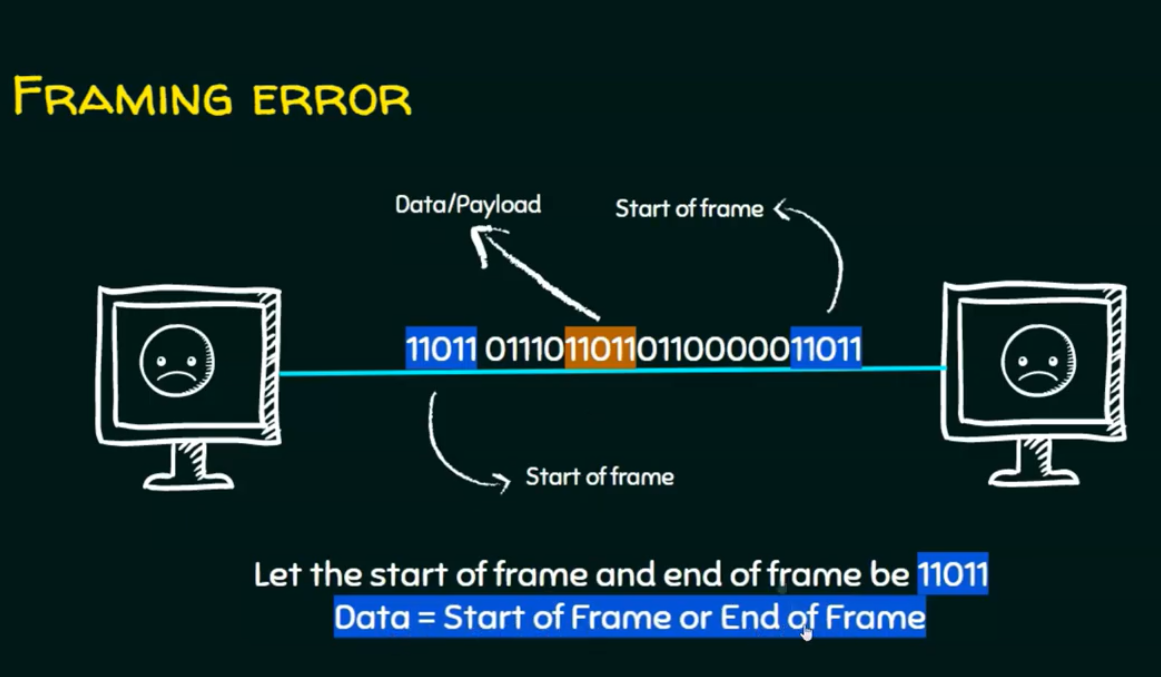 FRAMING ERROR
Data/Payload
Start of frame
11011 01110110110110000011011
Start of frame
Let the start of frame and end of frame be 11011
Data = Start of Frame or End of Frame